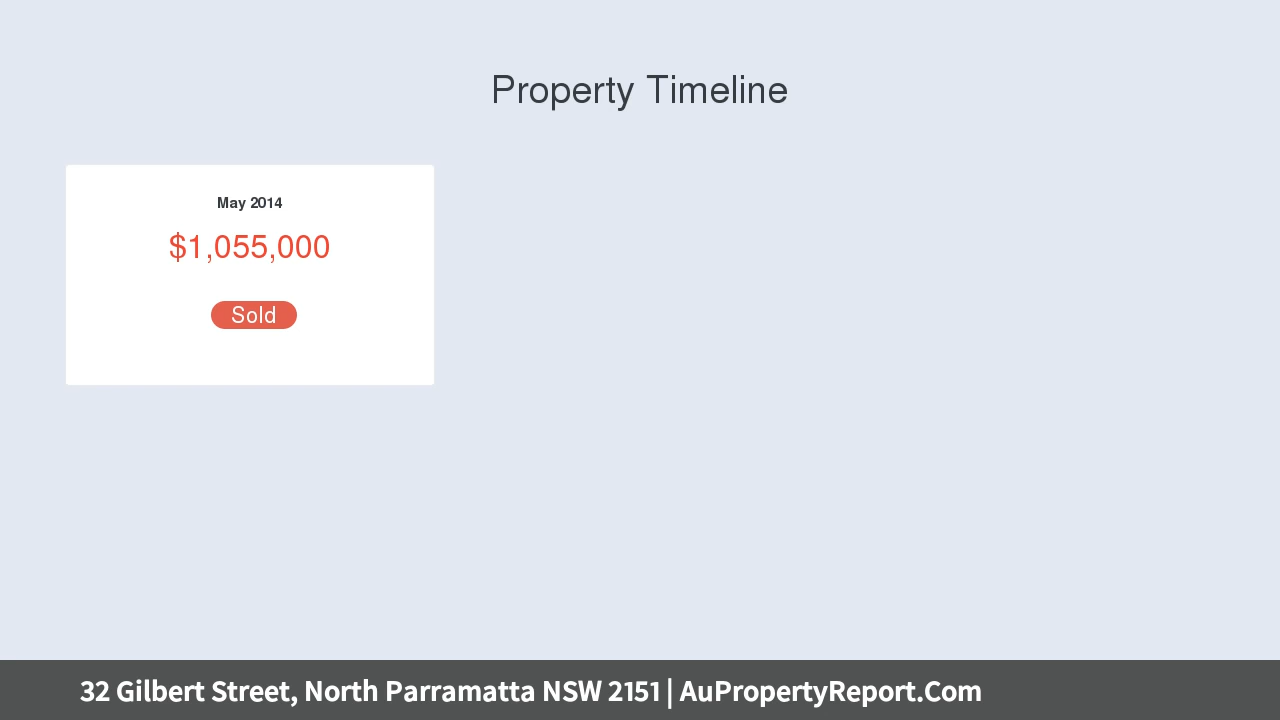 Property Timeline
May 2014
$1,055,000
Sold
32 Gilbert Street, North Parramatta NSW 2151 | AuPropertyReport.Com